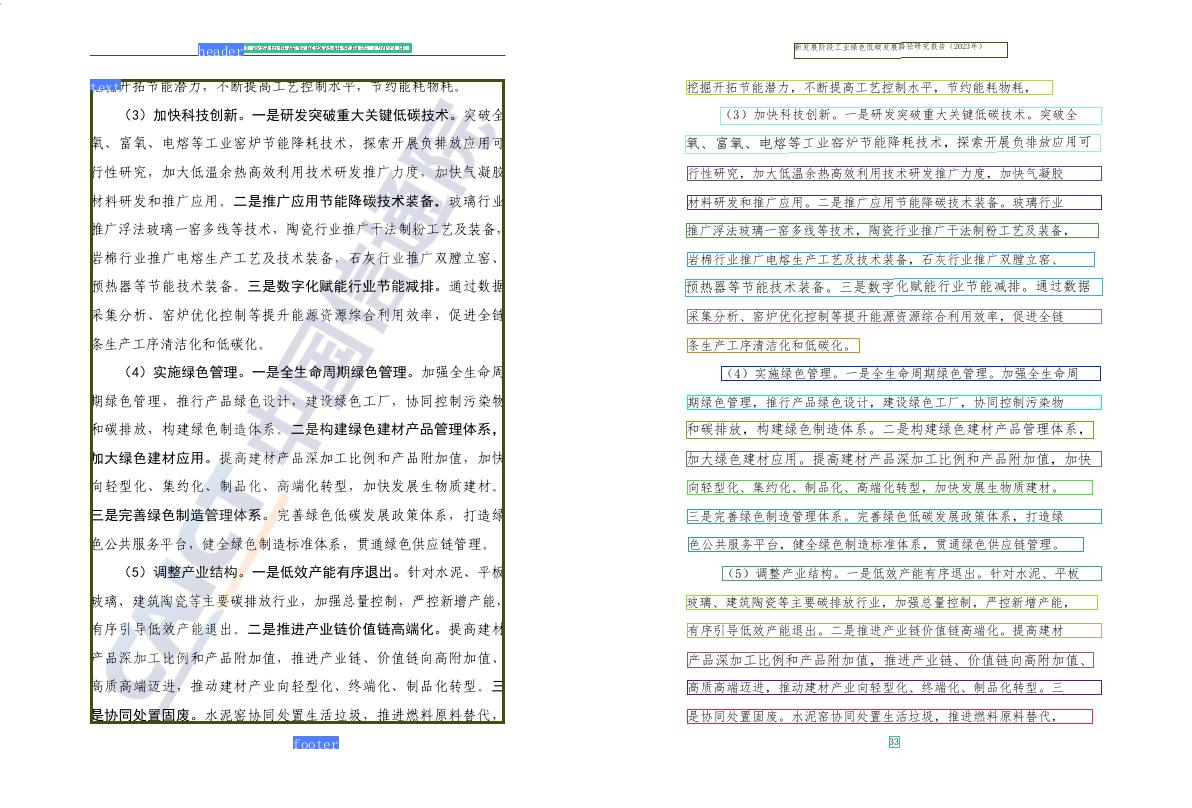 header
text
开拓节能潜力，不断提高工艺控制水平，节约能耗物耗。
（3）加快科技创新。一是研发突破重大关键低碳技术。突破全
氧、富氧、电熔等工业窑炉节能降耗技术，探索开展负排放应用可
行性研究，加大低温余热高效利用技术研发推广力度，加快气凝胶
材料研发和推广应用。二是推广应用节能降碳技术装备。玻璃行业
推广浮法玻璃一窑多线等技术，陶瓷行业推广干法制粉工艺及装备，
岩棉行业推广电熔生产工艺及技术装备，石灰行业推广双膛立窑、
预热器等节能技术装备。三是数字化赋能行业节能减排。通过数据
采集分析、窑炉优化控制等提升能源资源综合利用效率，促进全链
条生产工序清洁化和低碳化。
（4）实施绿色管理。一是全生命周期绿色管理。加强全生命周
期绿色管理，推行产品绿色设计，建设绿色工厂，协同控制污染物
和碳排放，构建绿色制造体系。二是构建绿色建材产品管理体系，
加大绿色建材应用。提高建材产品深加工比例和产品附加值，加快
向轻型化、集约化、制品化、高端化转型，加快发展生物质建材。
三是完善绿色制造管理体系。完善绿色低碳发展政策体系，打造绿
色公共服务平台，健全绿色制造标准体系，贯通绿色供应链管理。
（5）调整产业结构。一是低效产能有序退出。针对水泥、平板
玻璃、建筑陶瓷等主要碳排放行业，加强总量控制，严控新增产能，
有序引导低效产能退出。二是推进产业链价值链高端化。提高建材
产品深加工比例和产品附加值，推进产业链、价值链向高附加值、
高质高端迈进，推动建材产业向轻型化、终端化、制品化转型。三
是协同处置固废。水泥窑协同处置生活垃圾，推进燃料原料替代，
footer
CAICT 中国信通院
新发展阶段工业绿色低碳发展路径研究报告（2023年）
挖掘开拓节能潜力，不断提高工艺控制水平，节约能耗物耗，
（3）加快科技创新。一是研发突破重大关键低碳技术。突破全
氧、富氧、电熔等工业窑炉节能降耗技术，探索开展负排放应用可
行性研究，加大低温余热高效利用技术研发推广力度，加快气凝胶
材料研发和推广应用。二是推广应用节能降碳技术装备。玻璃行业
推广浮法玻璃一窑多线等技术，陶瓷行业推广干法制粉工艺及装备，
岩棉行业推广电熔生产工艺及技术装备，石灰行业推广双膛立窑、
预热器等节能技术装备。三是数字化赋能行业节能减排。通过数据
采集分析、窑炉优化控制等提升能源资源综合利用效率，促进全链
条生产工序清洁化和低碳化。
（4）实施绿色管理。一是全生命周期绿色管理。加强全生命周
期绿色管理，推行产品绿色设计，建设绿色工厂，协同控制污染物
和碳排放，构建绿色制造体系。二是构建绿色建材产品管理体系，
加大绿色建材应用。提高建材产品深加工比例和产品附加值，加快
向轻型化、集约化、制品化、高端化转型，加快发展生物质建材。
三是完善绿色制造管理体系。完善绿色低碳发展政策体系，打造绿
色公共服务平台，健全绿色制造标准体系，贯通绿色供应链管理。
（5）调整产业结构。一是低效产能有序退出。针对水泥、平板
玻璃、建筑陶瓷等主要碳排放行业，加强总量控制，严控新增产能，
有序引导低效产能退出。二是推进产业链价值链高端化。提高建材
产品深加工比例和产品附加值，推进产业链、价值链向高附加值、
高质高端迈进，推动建材产业向轻型化、终端化、制品化转型。三
是协同处置固废。水泥窑协同处置生活垃圾，推进燃料原料替代，
33